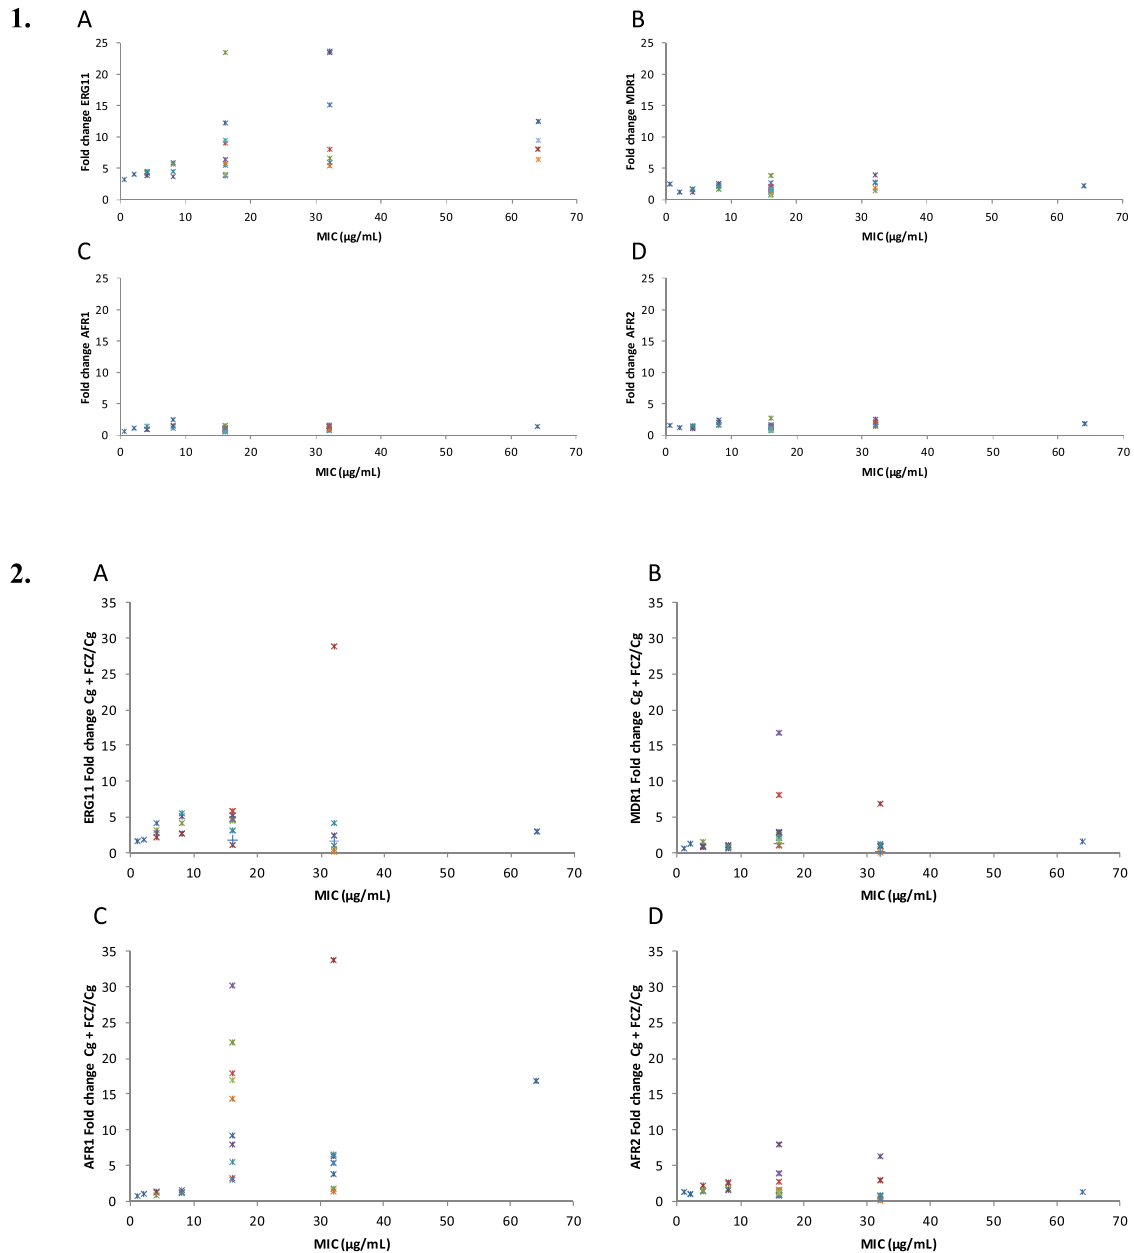 1.
A
25
20
15
10
5
0
Fold change ERG11
0 10 20 30 40 50 60 70
MIC (µg/mL)
B
25
20
15
10
5
0
Fold change MDR1
0 10 20 30 40 50 60 70
MIC (µg/mL)
C
25
20
15
10
5
0
Fold change AFR1
0 10 20 30 40 50 60 70
MIC (µg/mL)
D
25
20
15
10
5
0
Fold change AFR2
0 10 20 30 40 50 60 70
MIC (µg/mL)
2.
A
35
30
25
20
15
10
5
0
ERG11 Fold change Cg + FCZ/Cg
0 10 20 30 40 50 60 70
MIC (µg/mL)
B
35
30
25
20
15
10
5
0
MDR1 Fold change Cg + FCZ/Cg
0 10 20 30 40 50 60 70
MIC (µg/mL)
C
35
30
25
20
15
10
5
0
AFR1 Fold change Cg + FCZ/Cg
0 10 20 30 40 50 60 70
MIC (µg/mL)
D
35
30
25
20
15
10
5
0
AFR2 Fold change Cg + FCZ/Cg
0 10 20 30 40 50 60 70
MIC (µg/mL)